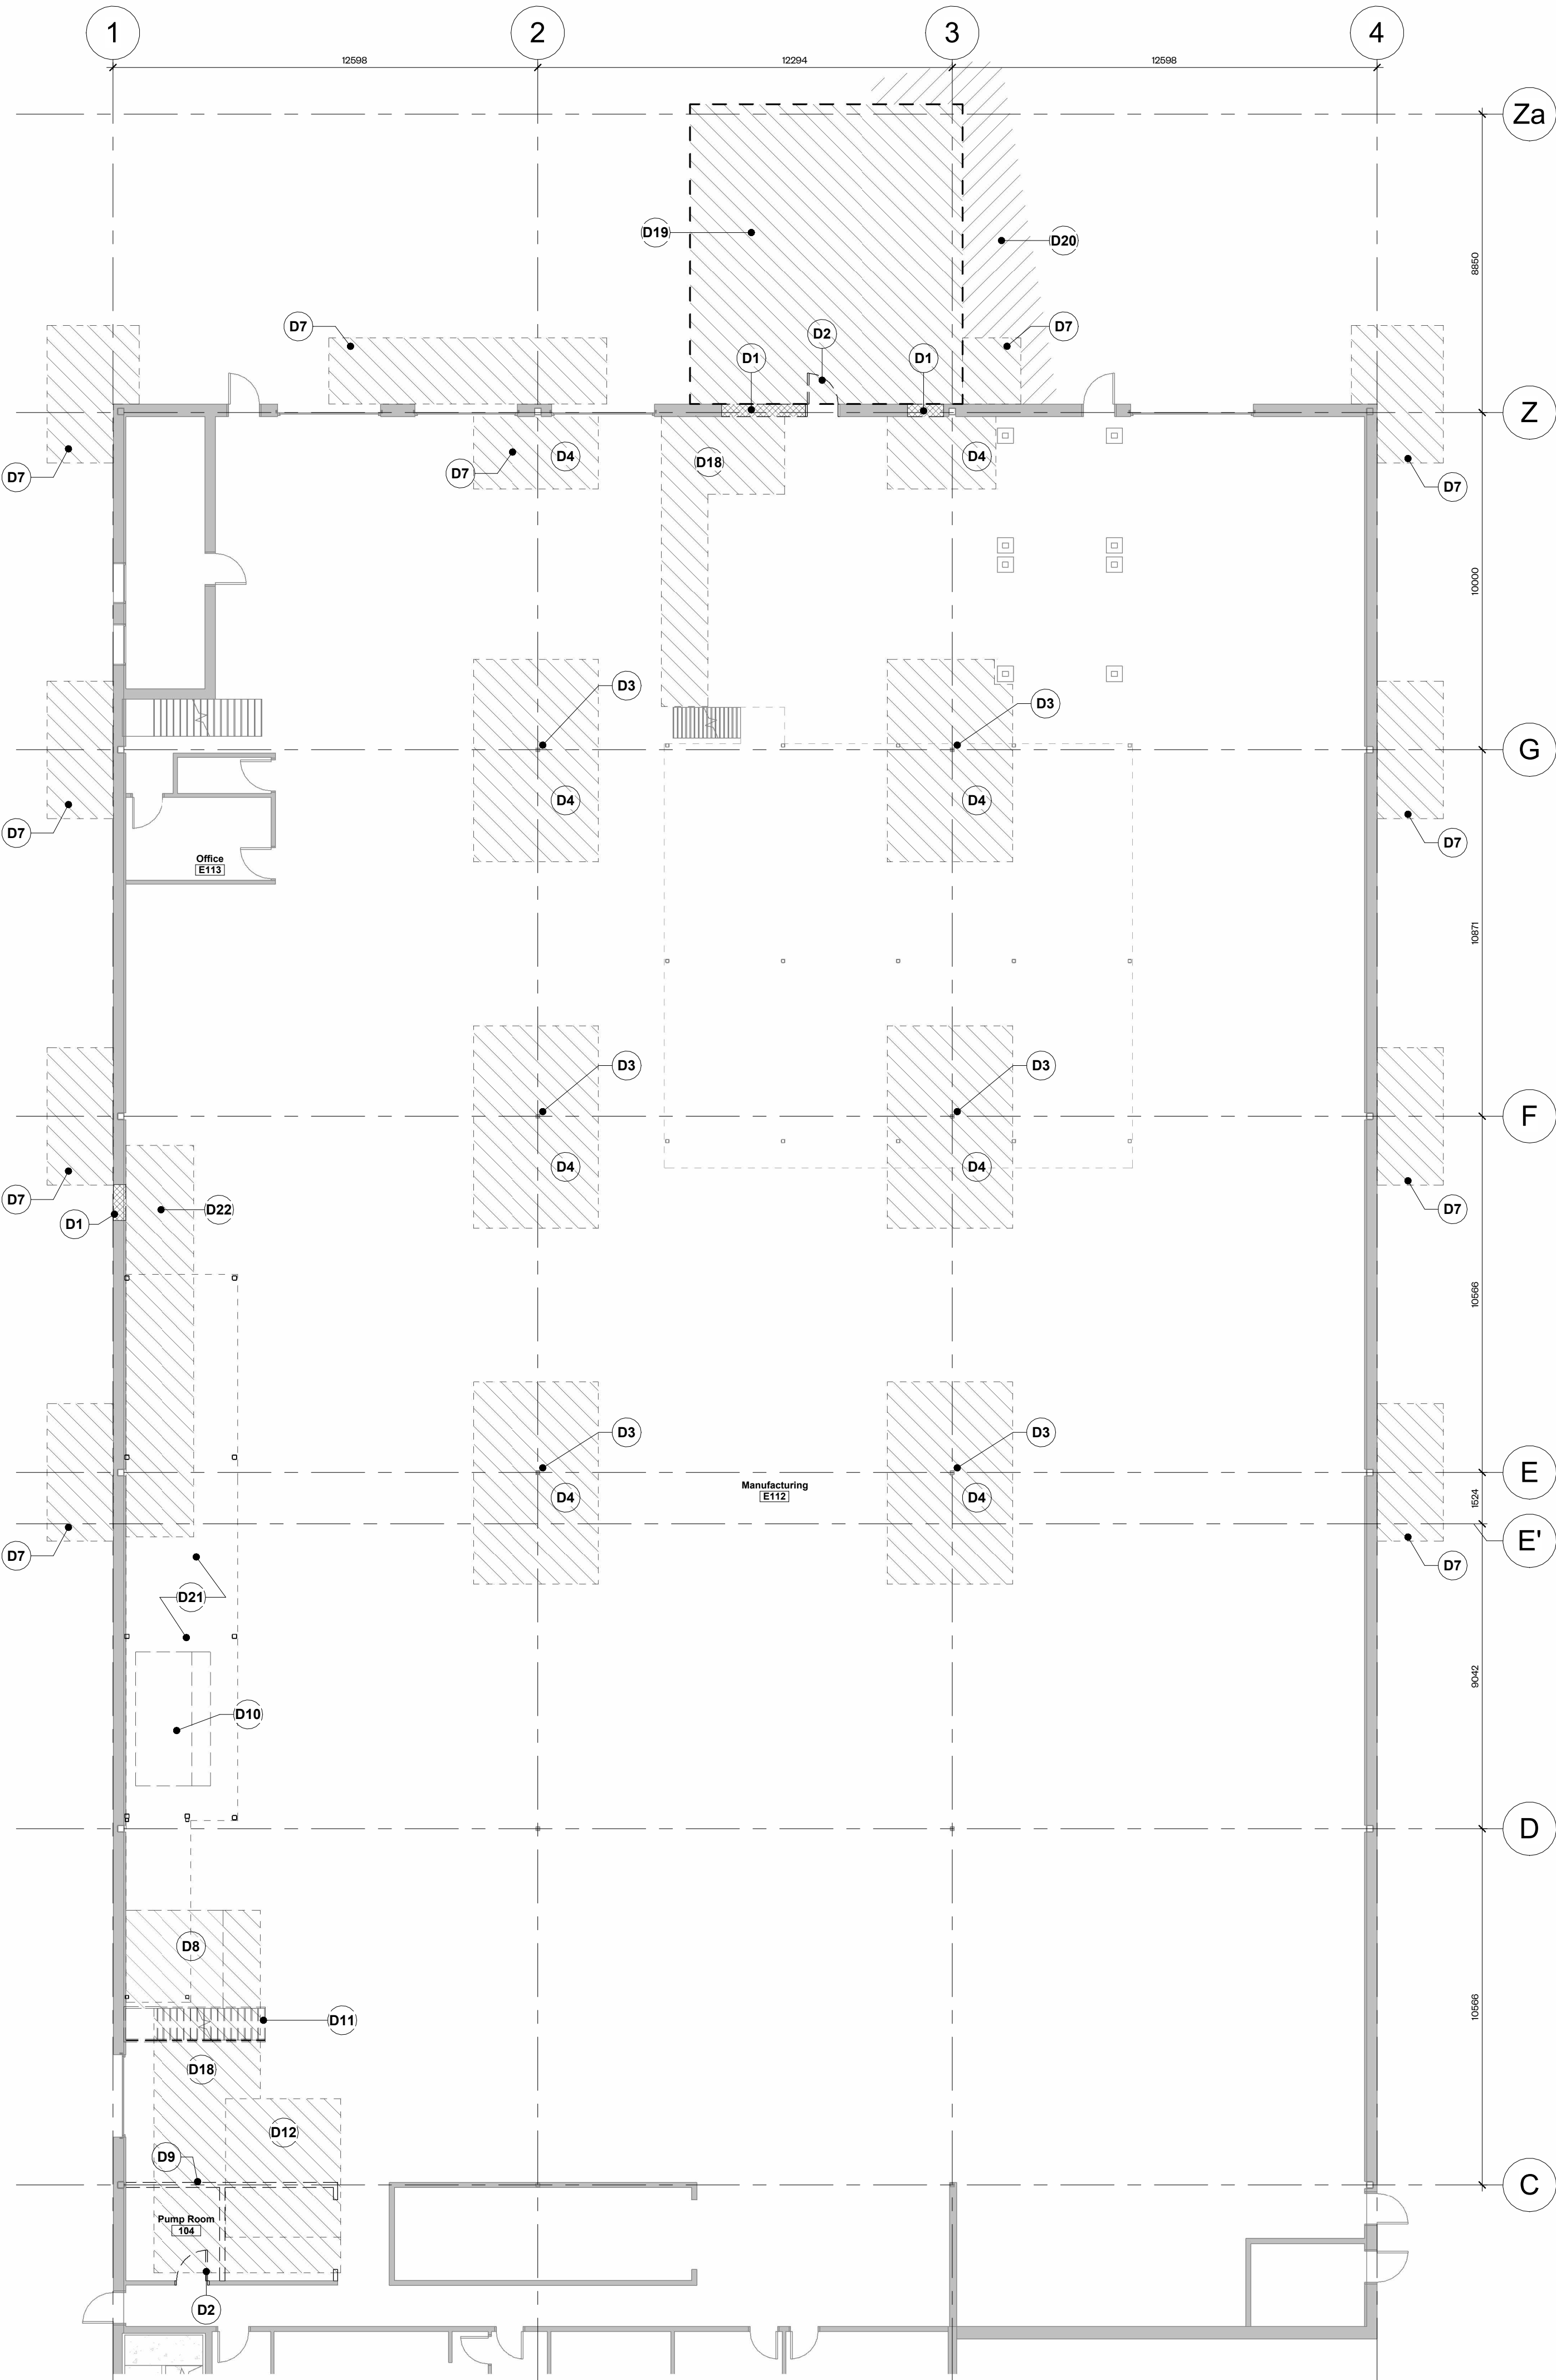 1
2
3
4
12598
12294
12598
Za
8850
D19
D20
D7
D2
D7
D1
D1
Z
D4
D18
D4
D7
D7
D7
10000
D3
D3
G
D4
D4
D7
D7
Office
E113
10871
D3
D3
F
D4
D4
D7
D22
D7
D1
10566
D3
D3
E
Manufacturing
E112
D4
D4
1524
E'
D7
D7
D21
9042
D10
D
D8
10566
D11
D18
D12
D9
C
Pump Room
104
D2